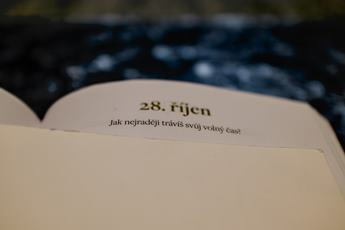 28. říjen
Jak nejraději trávíš svůj volný čas?